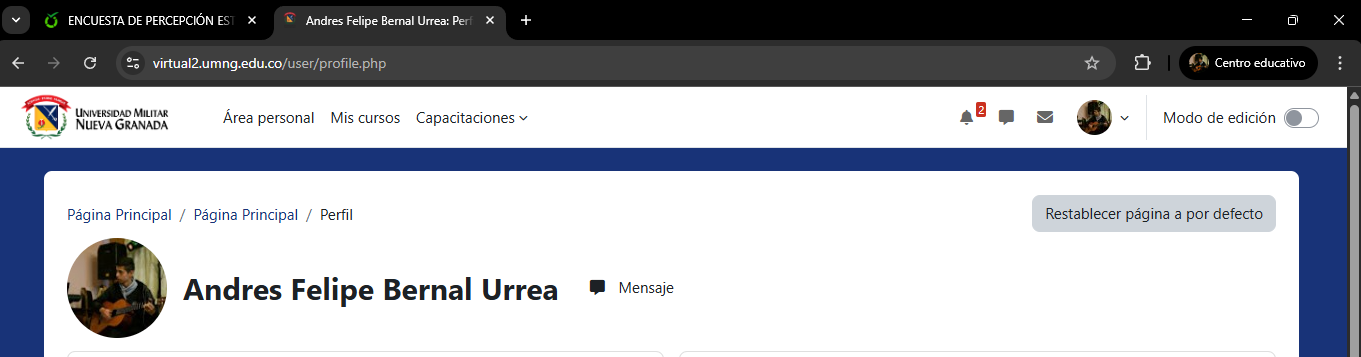 ENCUESTA DE PERCEPCIÓN EST
Andres Felipe Bernal Urrea: Perf
virtual2.umng.edu.co/user/profile.php
Centro educativo
UNIVERSIDAD MILITAR
NUEVA GRANADA
Área personal
Mis cursos
Capacitaciones
2
Modo de edición
Página Principal / Página Principal / Perfil
Restablecer página a por defecto
Andres Felipe Bernal Urrea
Mensaje